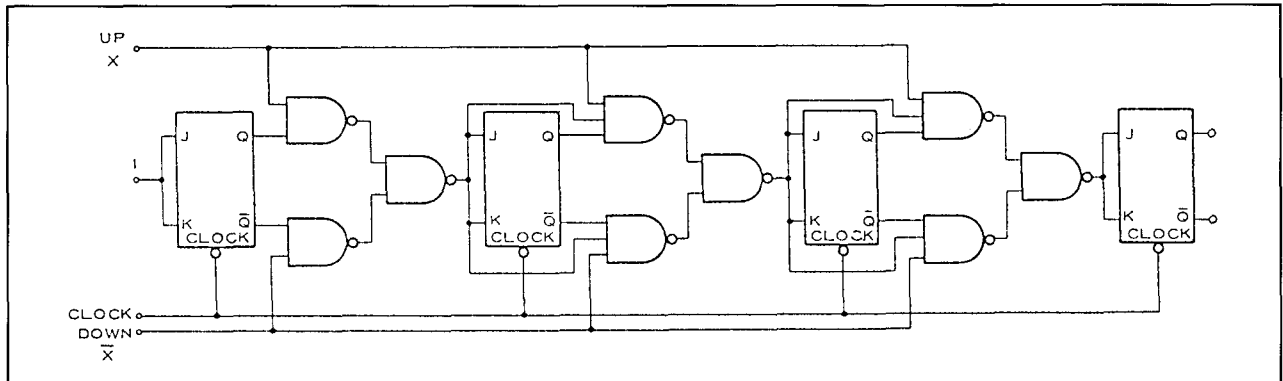 UP
X
J Q
K Q̄
CLOCK
J Q
K Q̄
CLOCK
J Q
K Q̄
CLOCK
J Q
K Q̄
CLOCK
1
CLOCK
DOWN
X̄